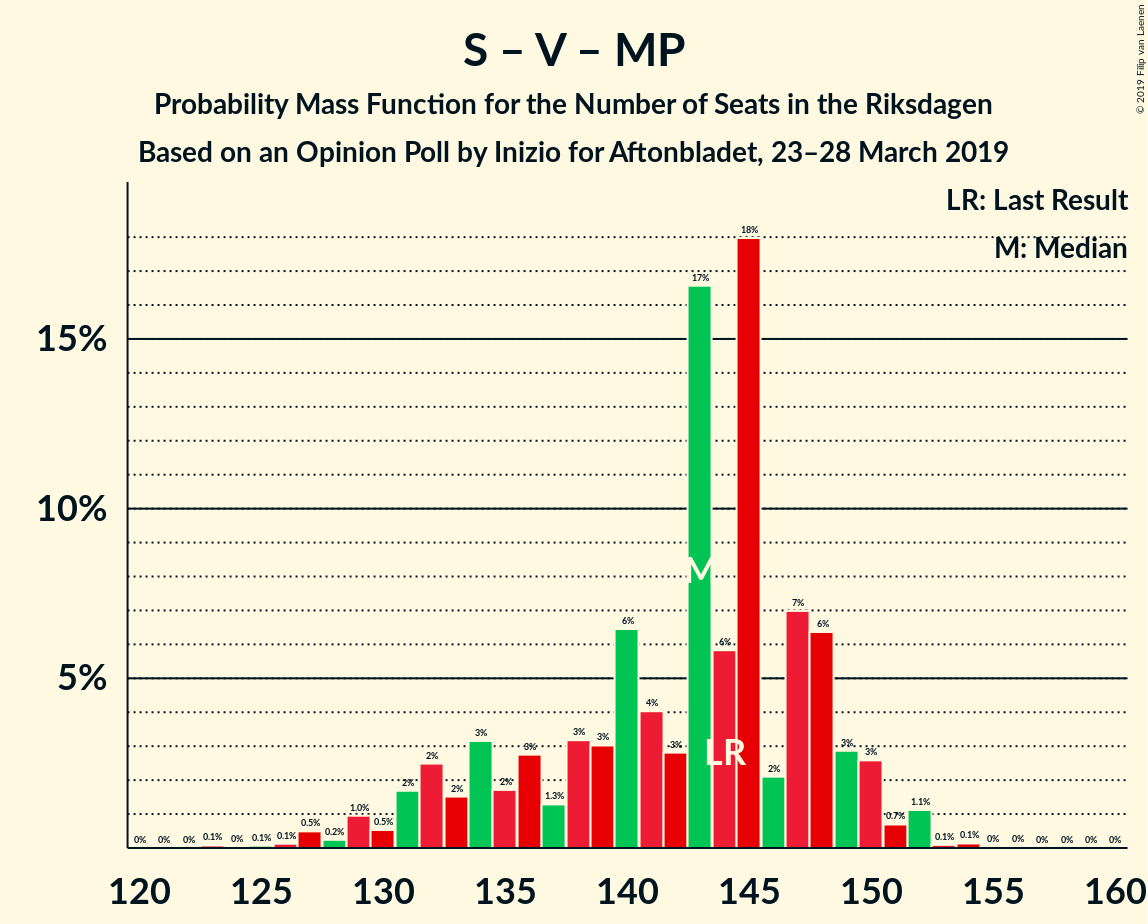 S – V – MP
Probability Mass Function for the Number of Seats in the Riksdagen
Based on an Opinion Poll by Inizio for Aftonbladet, 23–28 March 2019
© 2019 Filip van Laenen
LR: Last Result
M: Median
15%
10%
5%
0% 0% 0% 0.1% 0% 0.1% 0.1% 0.5% 0.2% 1.0% 0.5% 2% 2% 2% 3% 2% 3% 1.3% 3% 3% 6% 4% 3% 17% 6% 18% 2% 7% 6% 3% 3% 0.7% 1.1% 0.1% 0.1% 0% 0% 0% 0% 0% 0%
M
LR
120 125 130 135 140 145 150 155 160